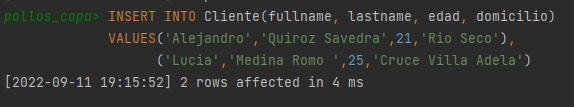 pollos_copa> INSERT INTO Cliente(fullname, lastname, edad, domicilio)
VALUES('Alejandro','Quiroz Savedra',21,'Rio Seco'),
('Lucia','Medina Romo ',25,'Cruce Villa Adela')
[2022-09-11 19:15:52] 2 rows affected in 4 ms